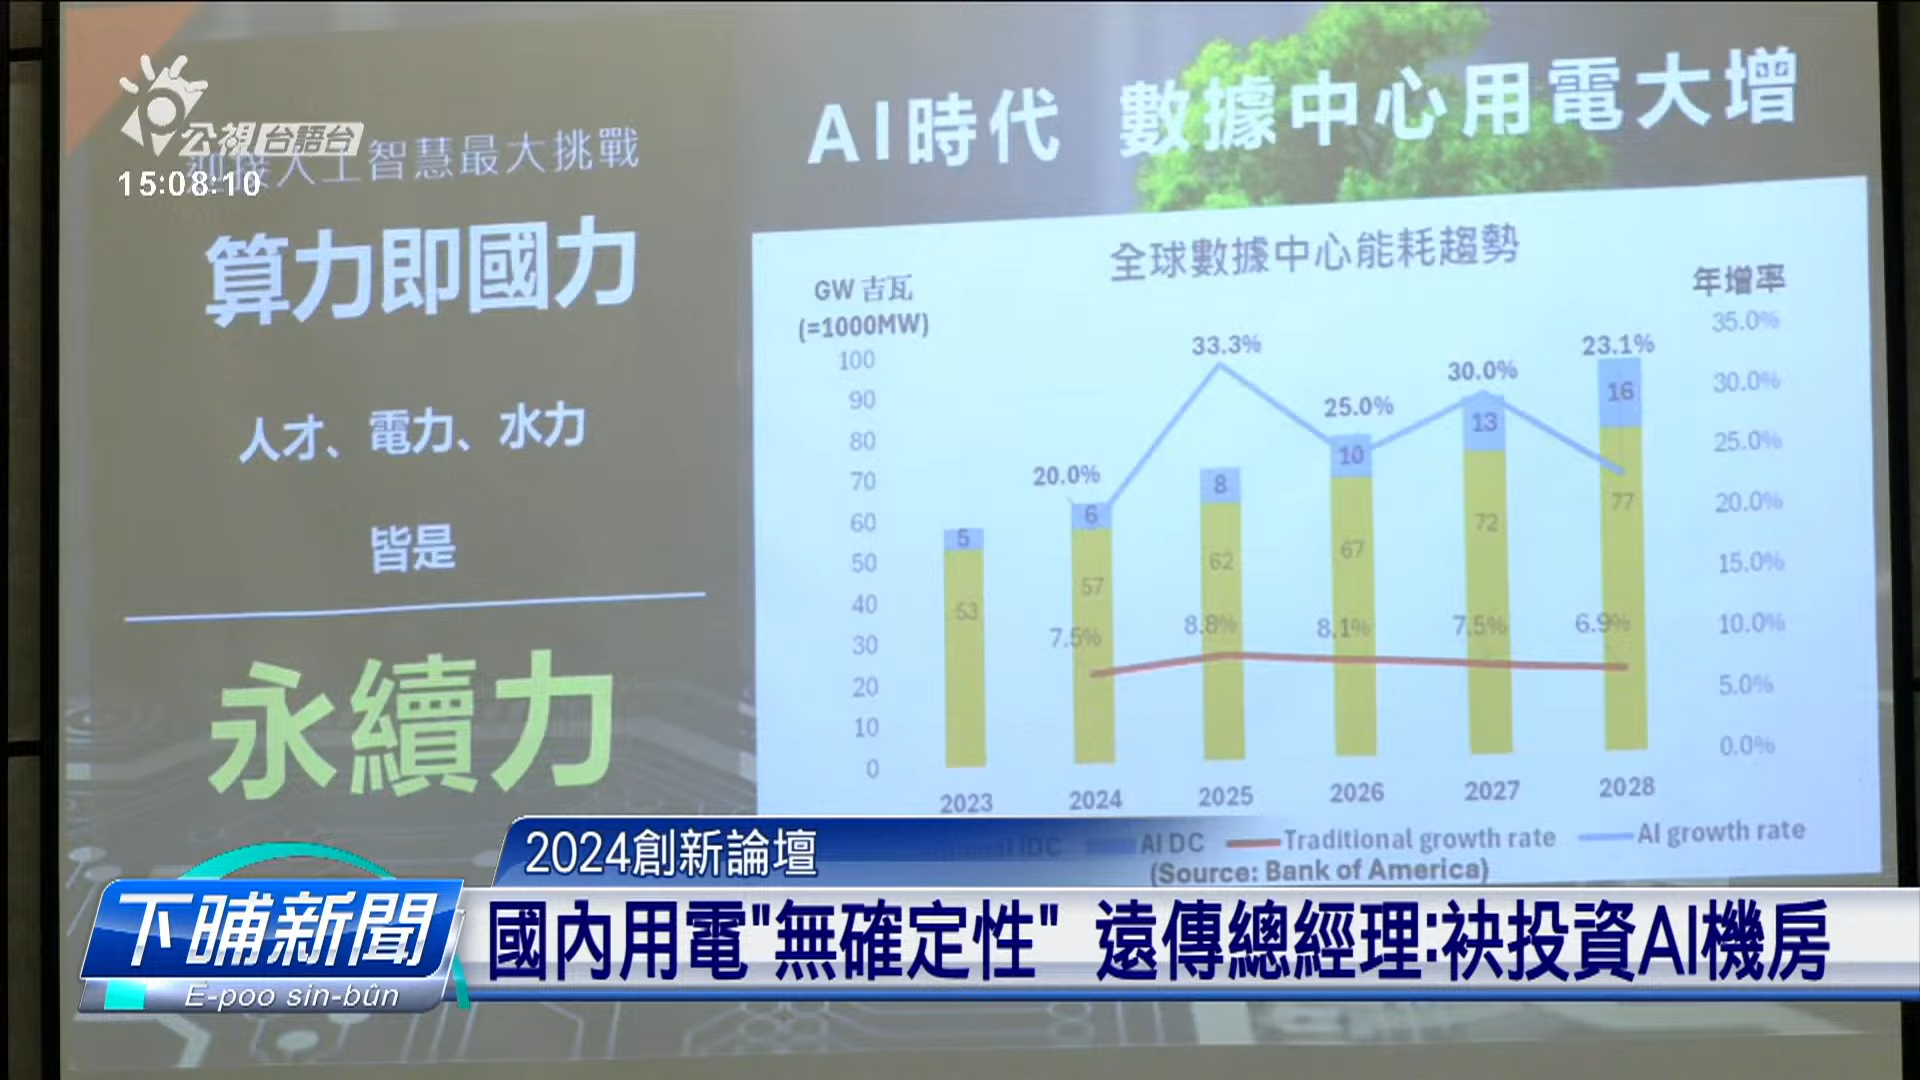 公視台語台
15:08:10
迎接人工智慧最大挑戰
算力即國力
人才、電力、水力
皆是
永續力
AI時代 數據中心用電大增
全球數據中心能耗趨勢
GW 吉瓦
(=1000MW)
年增率
100
90
80
70
60
50
40
30
20
10
0
35.0%
30.0%
25.0%
20.0%
15.0%
10.0%
5.0%
0.0%
20.0% 33.3% 25.0% 30.0% 23.1%
5 6 8 10 13 16
53 57 62 67 72 77
7.5% 8.8% 8.1% 7.5% 6.9%
2023 2024 2025 2026 2027 2028
IDC AI DC Traditional growth rate AI growth rate
(Source: Bank of America)
2024創新論壇
下晡新聞
E-poo sin-bûn
國內用電"無確定性" 遠傳總經理:袂投資AI機房